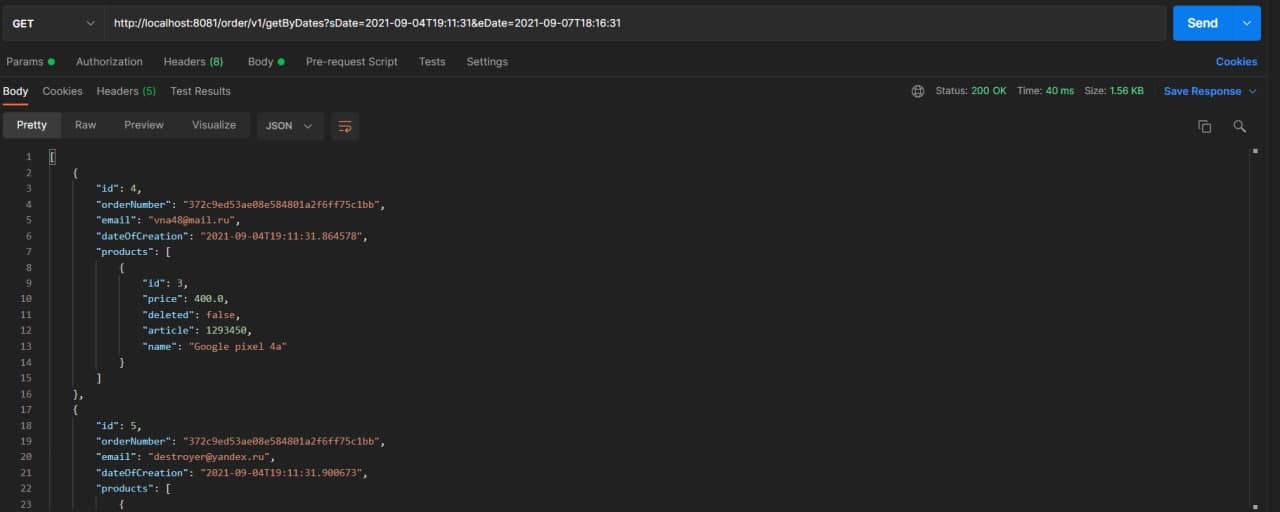 GET http://localhost:8081/order/v1/getByDates?sDate=2021-09-04T19:11:31&eDate=2021-09-07T18:16:31 Send
Params Authorization Headers (8) Body Pre-request Script Tests Settings Cookies
Body Cookies Headers (5) Test Results Status: 200 OK Time: 40 ms Size: 1.56 KB Save Response
Pretty Raw Preview Visualize JSON
1 [
2 {
3 "id": 4,
4 "orderNumber": "372c9ed53ae08e584801a2f6ff75c1bb",
5 "email": "vna48@mail.ru",
6 "dateOfCreation": "2021-09-04T19:11:31.864578",
7 "products": [
8 {
9 "id": 3,
10 "price": 400.0,
11 "deleted": false,
12 "article": 1293450,
13 "name": "Google pixel 4a"
14 }
15 ]
16 },
17 {
18 "id": 5,
19 "orderNumber": "372c9ed53ae08e584801a2f6ff75c1bb",
20 "email": "destroyer@yandex.ru",
21 "dateOfCreation": "2021-09-04T19:11:31.900673",
22 "products": [
23 {